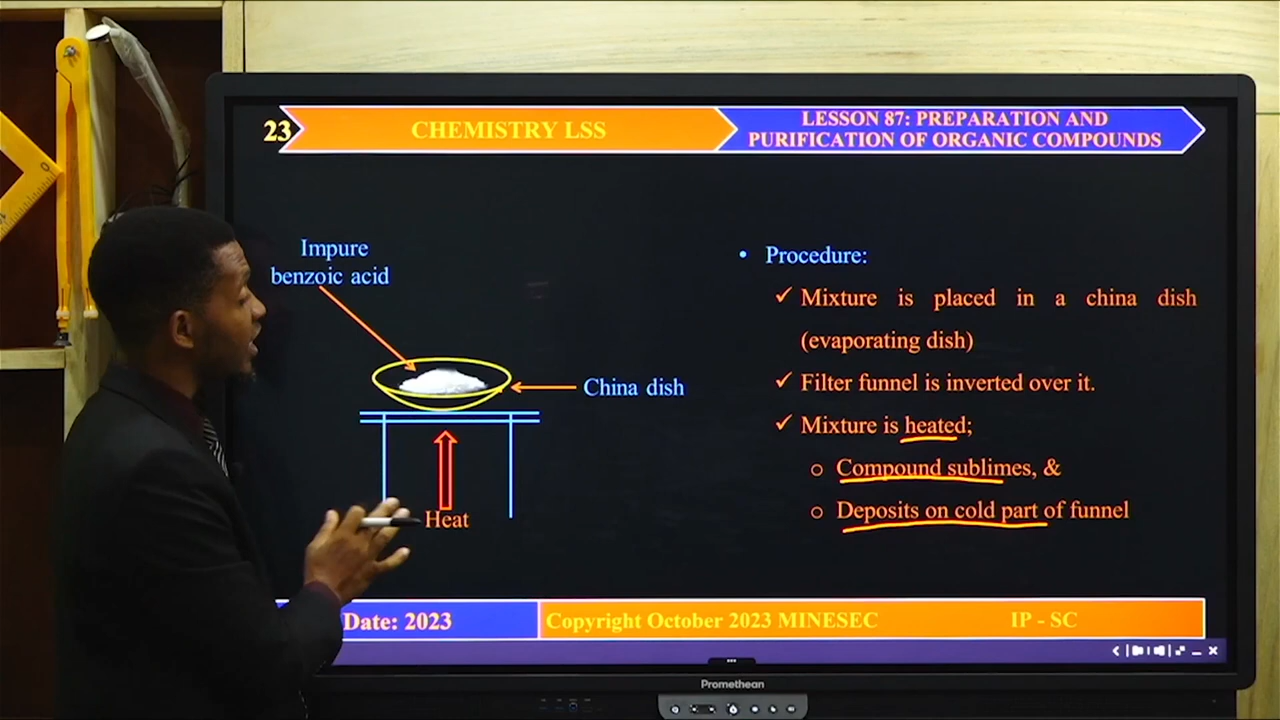 23
CHEMISTRY LSS
LESSON 87: PREPARATION AND
PURIFICATION OF ORGANIC COMPOUNDS
Impure
benzoic acid
China dish
Heat
• Procedure:
✓ Mixture is placed in a china dish
(evaporating dish)
✓ Filter funnel is inverted over it.
✓ Mixture is heated;
o Compound sublimes, &
o Deposits on cold part of funnel
Date: 2023
Copyright October 2023 MINESEC
IP - SC
Promethean